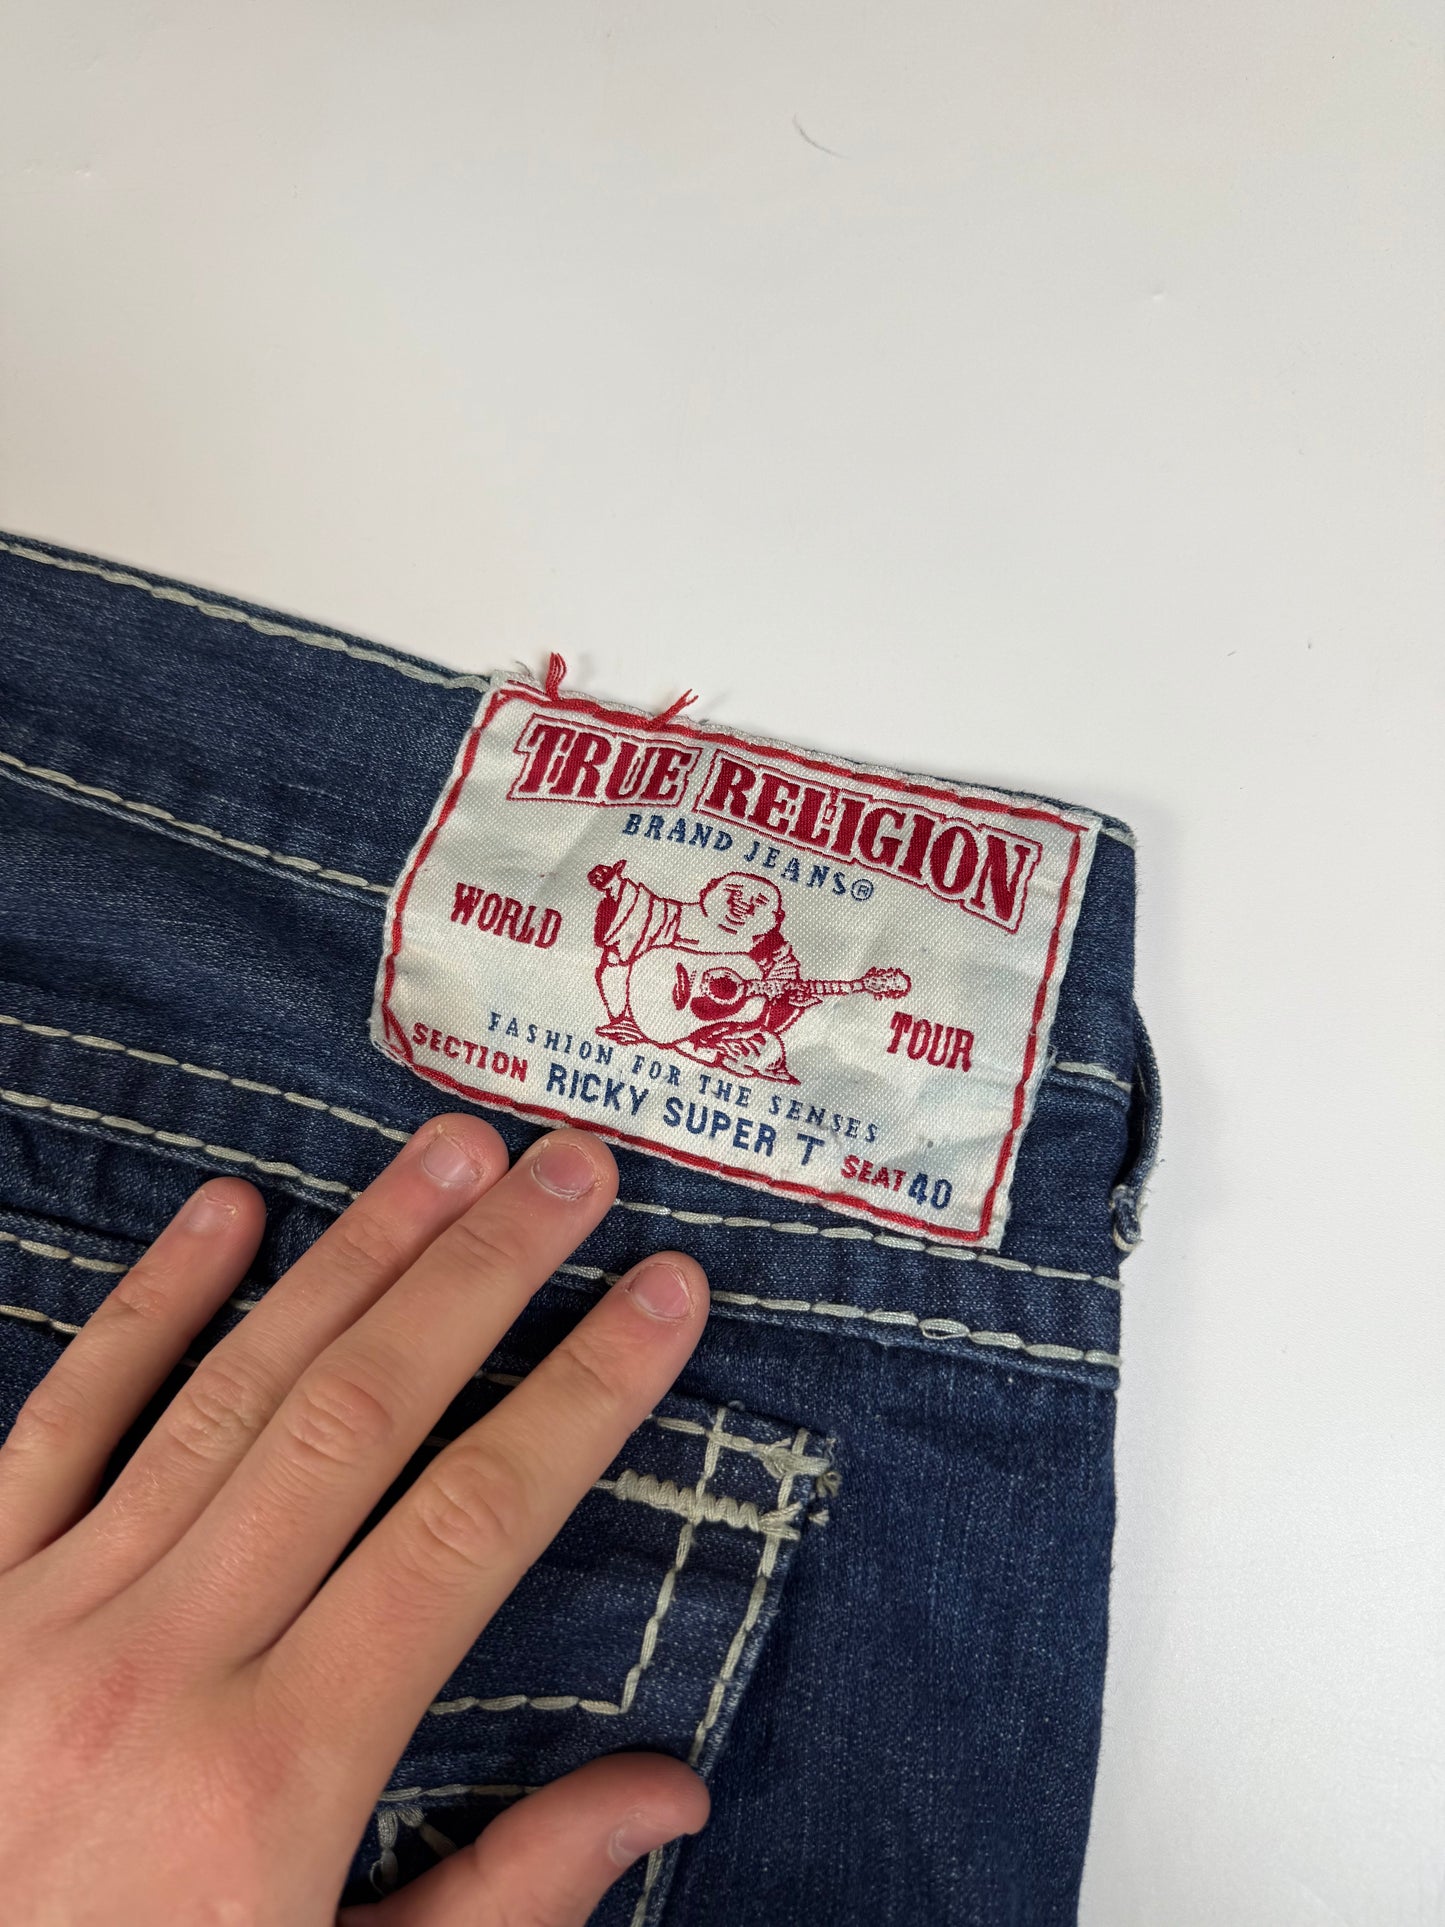 TRUE RELIGION
BRAND JEANS®
WORLD TOUR
FASHION FOR THE SENSES
SECTION RICKY SUPER T SEAT 40